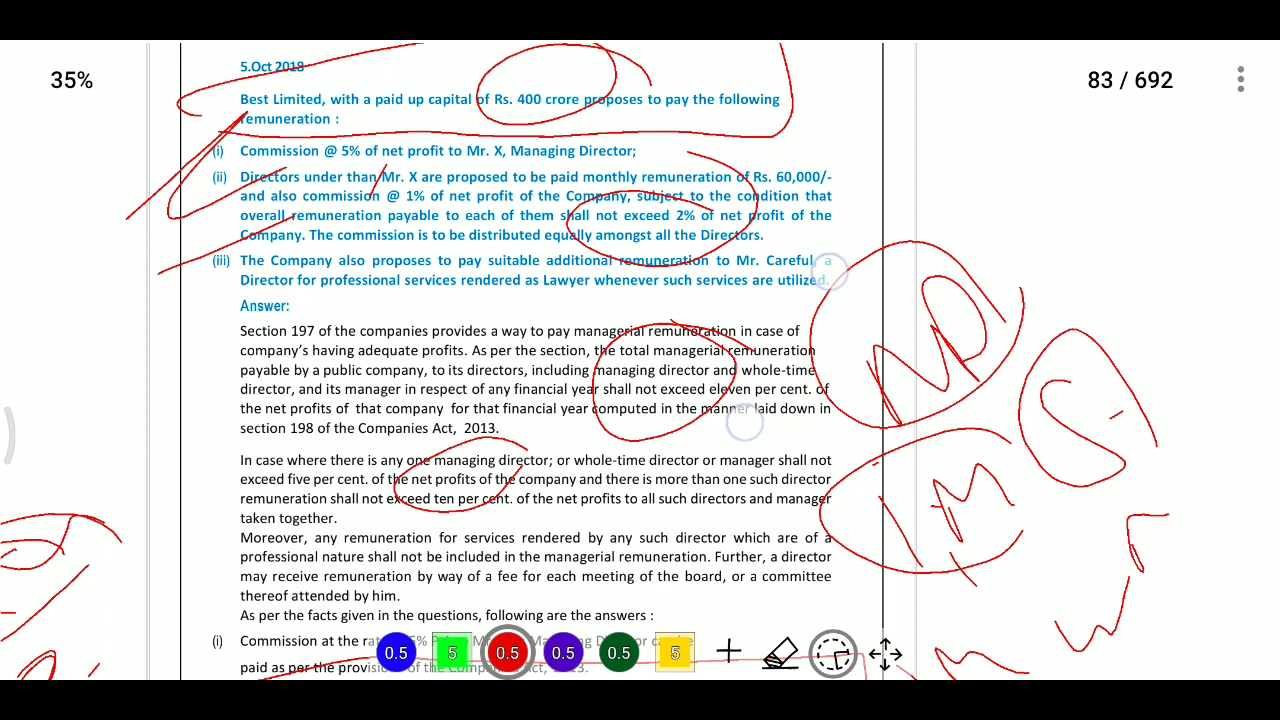 35%
83 / 692
5.Oct 2018
Best Limited, with a paid up capital of Rs. 400 crore proposes to pay the following
remuneration :
(i) Commission @ 5% of net profit to Mr. X, Managing Director;
(ii) Directors under than Mr. X are proposed to be paid monthly remuneration of Rs. 60,000/-
and also commission @ 1% of net profit of the Company, subject to the condition that
overall remuneration payable to each of them shall not exceed 2% of net profit of the
Company. The commission is to be distributed equally amongst all the Directors.
(iii) The Company also proposes to pay suitable additional remuneration to Mr. Careful, a
Director for professional services rendered as Lawyer whenever such services are utilized.
Answer:
Section 197 of the companies provides a way to pay managerial remuneration in case of
company's having adequate profits. As per the section, the total managerial remuneration
payable by a public company, to its directors, including managing director and whole-time
director, and its manager in respect of any financial year shall not exceed eleven per cent. of
the net profits of that company for that financial year computed in the manner laid down in
section 198 of the Companies Act, 2013.
In case where there is any one managing director; or whole-time director or manager shall not
exceed five per cent. of the net profits of the company and there is more than one such director
remuneration shall not exceed ten per cent. of the net profits to all such directors and manager
taken together.
Moreover, any remuneration for services rendered by any such director which are of a
professional nature shall not be included in the managerial remuneration. Further, a director
may receive remuneration by way of a fee for each meeting of the board, or a committee
thereof attended by him.
As per the facts given in the questions, following are the answers :
(i) Commission at the
paid as per the
0.5 5 0.5 0.5 0.5 5
MD